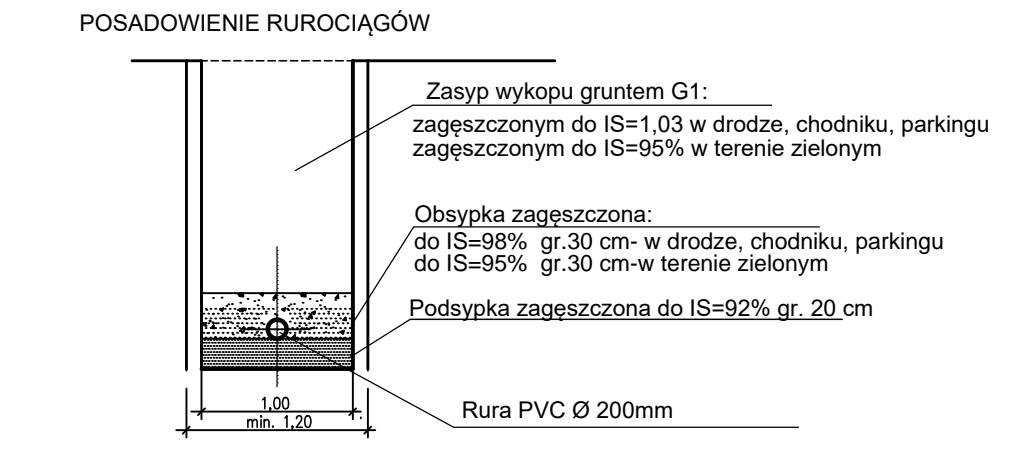 POSADOWIENIE RUROCIĄGÓW
Zasyp wykopu gruntem G1:
zagęszczonym do IS=1,03 w drodze, chodniku, parkingu
zagęszczonym do IS=95% w terenie zielonym
Obsypka zagęszczona:
do IS=98% gr.30 cm- w drodze, chodniku, parkingu
do IS=95% gr.30 cm-w terenie zielonym
Podsypka zagęszczona do IS=92% gr. 20 cm
1,00
min. 1,20
Rura PVC Ø 200mm